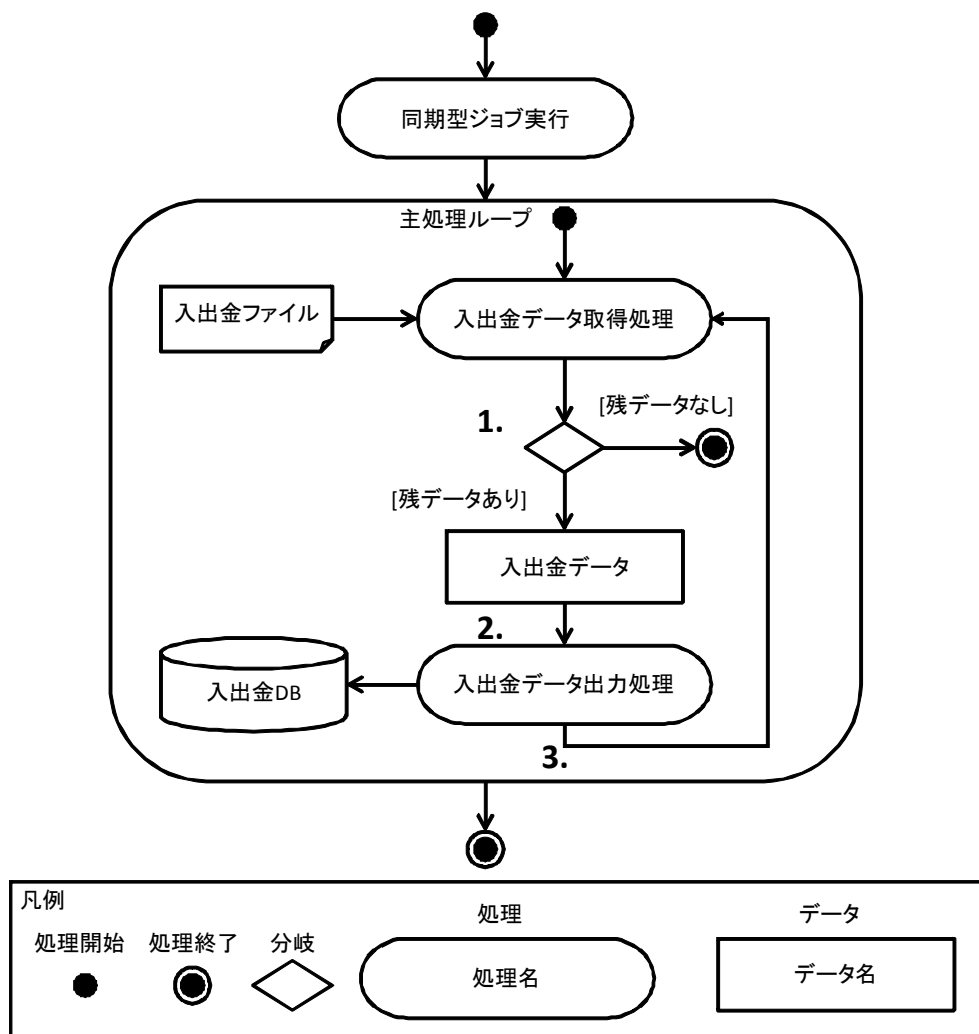 同期型ジョブ実行
主処理ループ
入出金ファイル
入出金データ取得処理
[残データなし]
1.
[残データあり]
入出金データ
2.
入出金DB
入出金データ出力処理
3.
凡例
処理
データ
処理開始
処理終了
分岐
処理名
データ名